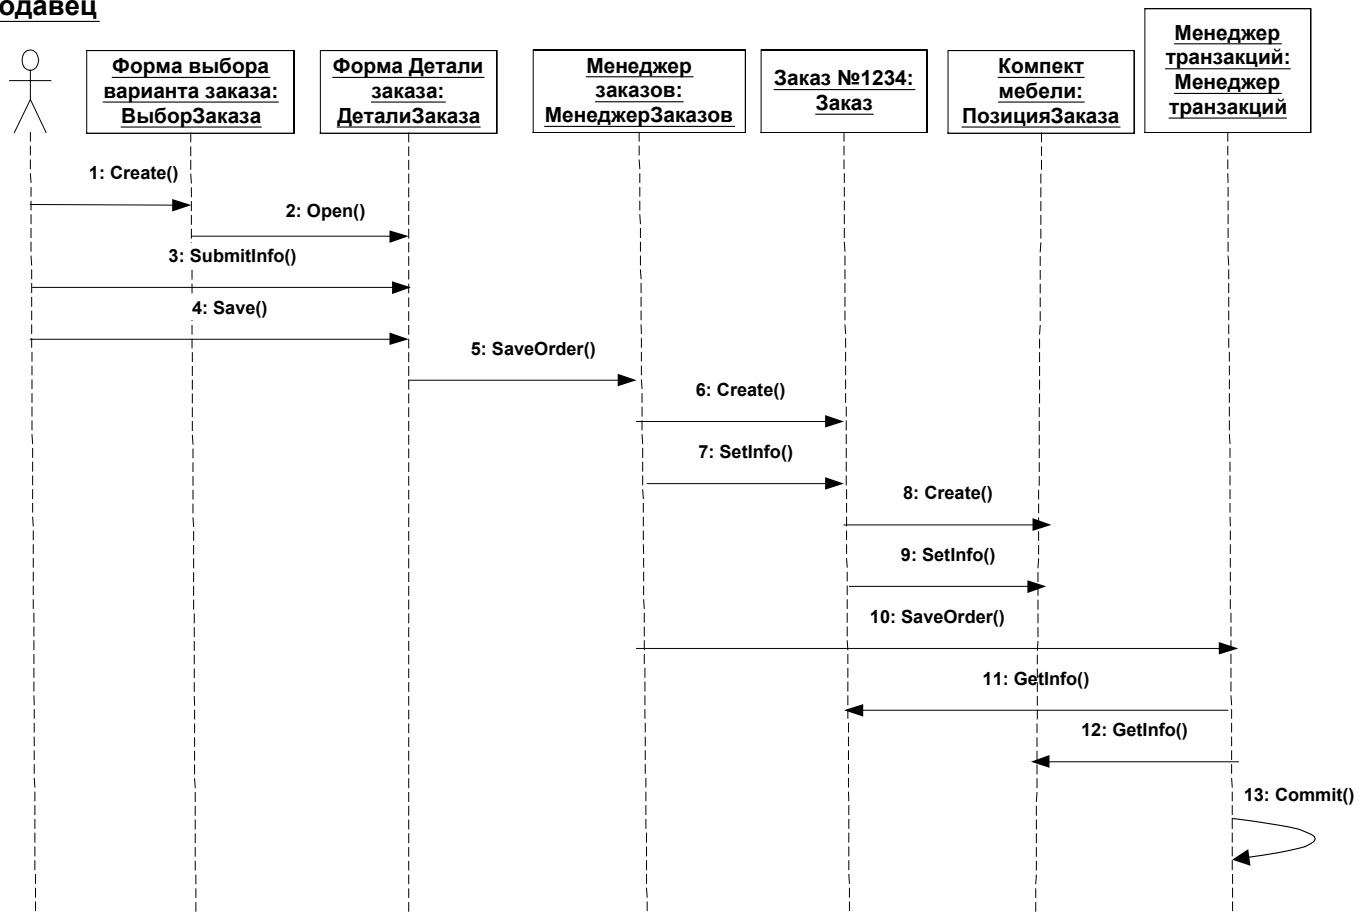 одавец
Форма выбора
варианта заказа:
ВыборЗаказа
Форма Детали
заказа:
ДеталиЗаказа
Менеджер
заказов:
МенеджерЗаказов
Заказ №1234:
Заказ
Компект
мебели:
ПозицияЗаказа
Менеджер
транзакций:
Менеджер
транзакций
1: Create()
2: Open()
3: SubmitInfo()
4: Save()
5: SaveOrder()
6: Create()
7: SetInfo()
8: Create()
9: SetInfo()
10: SaveOrder()
11: GetInfo()
12: GetInfo()
13: Commit()